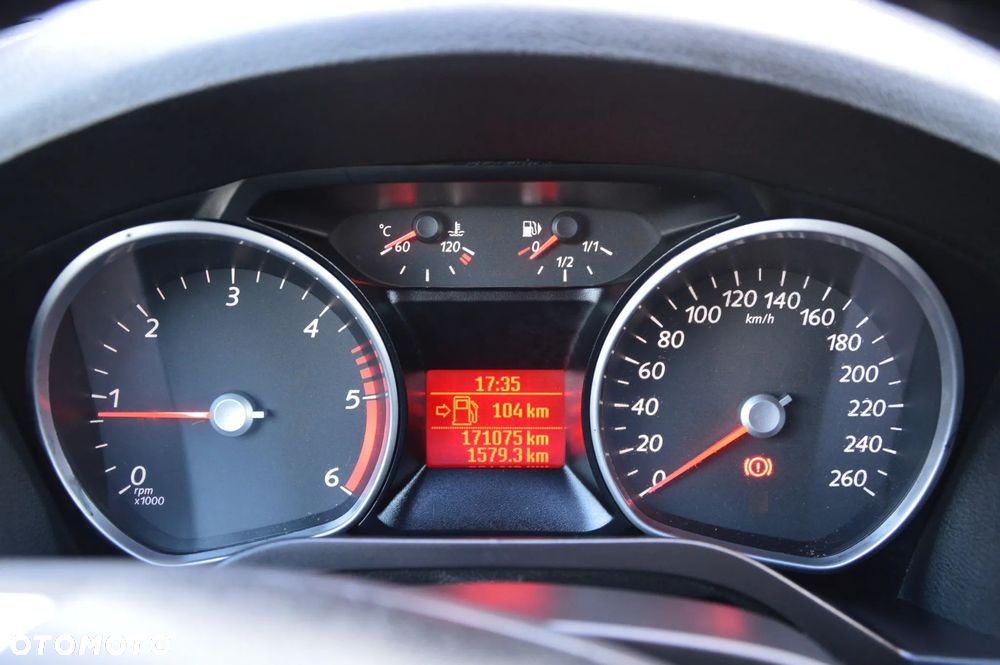 °C 60 120
0 1/2 1/1
0 1 2 3 4 5 6
rpm
x1000
17:35
104 km
171075 km
1579.3 km
0 20 40 60 80 100 120 140 160 180 200 220 240 260
km/h
OTOMOTO